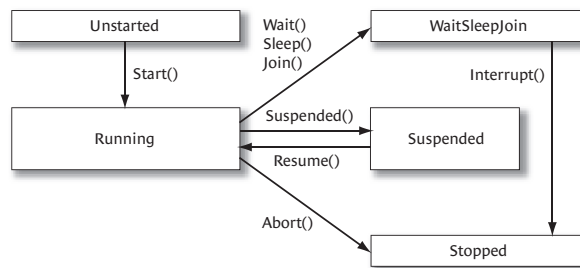 Unstarted
Wait()
Sleep()
Join()
WaitSleepJoin
Start()
Interrupt()
Running
Suspended()
Resume()
Suspended
Abort()
Stopped